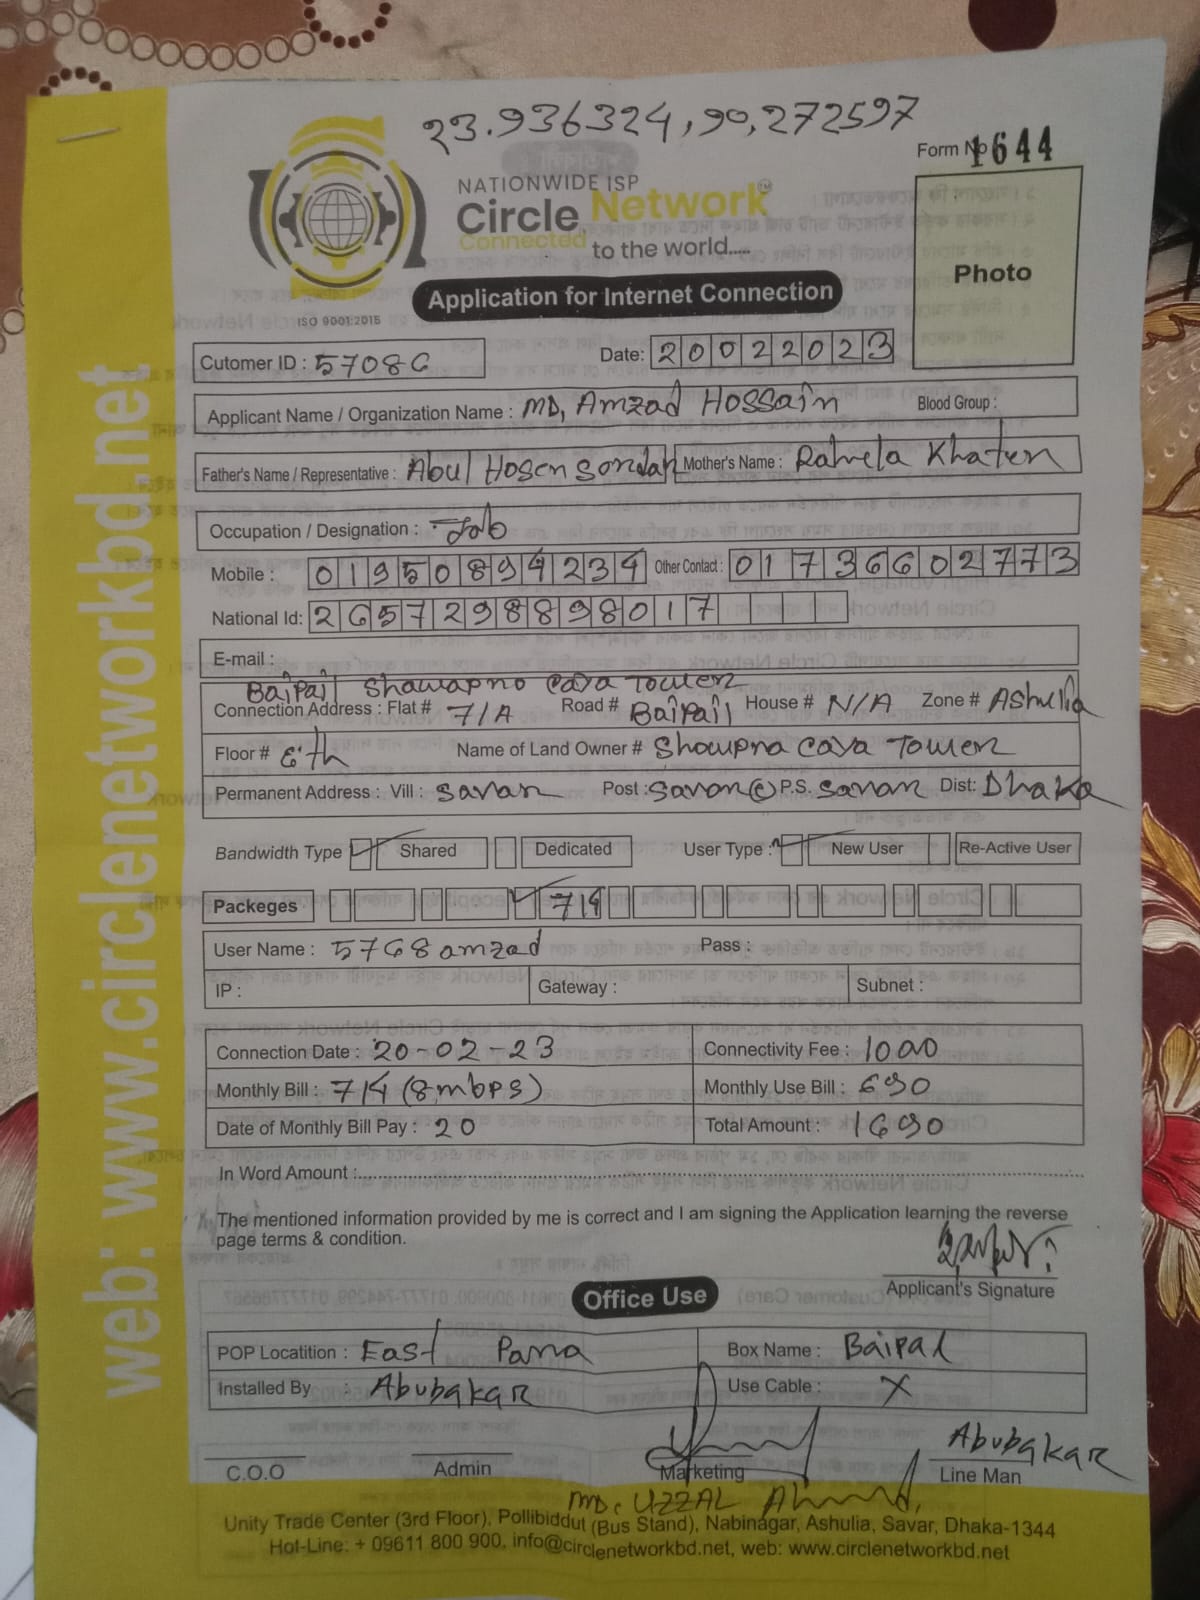 23.936324, 90.272597
Form No 1644
NATIONWIDE ISP
Circle Network™
Connected to the world.....
ISO 9001:2015
Application for Internet Connection
Photo
Cutomer ID : 57086 Date: 20022023
Applicant Name / Organization Name : MD, Amzad Hossain Blood Group :
Father's Name / Representative : Abul Hosen Sordar Mother's Name : Rahela Khaten
Occupation / Designation : Job
Mobile : 01950894234 Other Contact : 01736602773
National Id: 2657298898017
E-mail :
Baipail Shawapno Cava Tower
Connection Address : Flat # 7/A Road # Baipail House # N/A Zone # Ashulia
Floor # 6th Name of Land Owner # Shawpna Cava Tower
Permanent Address : Vill : Savar Post : Savar P.S. Savar Dist: Dhaka
Bandwidth Type Shared Dedicated User Type : New User Re-Active User
Packeges 714
User Name : 5768amzad Pass :
IP : Gateway : Subnet :
Connection Date : 20-02-23 Connectivity Fee : 1000
Monthly Bill : 714 (8mbps) Monthly Use Bill : 690
Date of Monthly Bill Pay : 20 Total Amount : 1690
In Word Amount :
The mentioned information provided by me is correct and I am signing the Application learning the reverse
page terms & condition.
Applicant's Signature
Office Use
POP Locatition : East Para Box Name : Baipal
Installed By : Abubakar Use Cable : X
Abubakar
C.O.O Admin Marketing Line Man
MD. UZZAL Ahmed
Unity Trade Center (3rd Floor), Pollibiddut (Bus Stand), Nabinagar, Ashulia, Savar, Dhaka-1344
Hot-Line: + 09611 800 900, info@circlenetworkbd.net, web: www.circlenetworkbd.net
web: www.circlenetworkbd.net